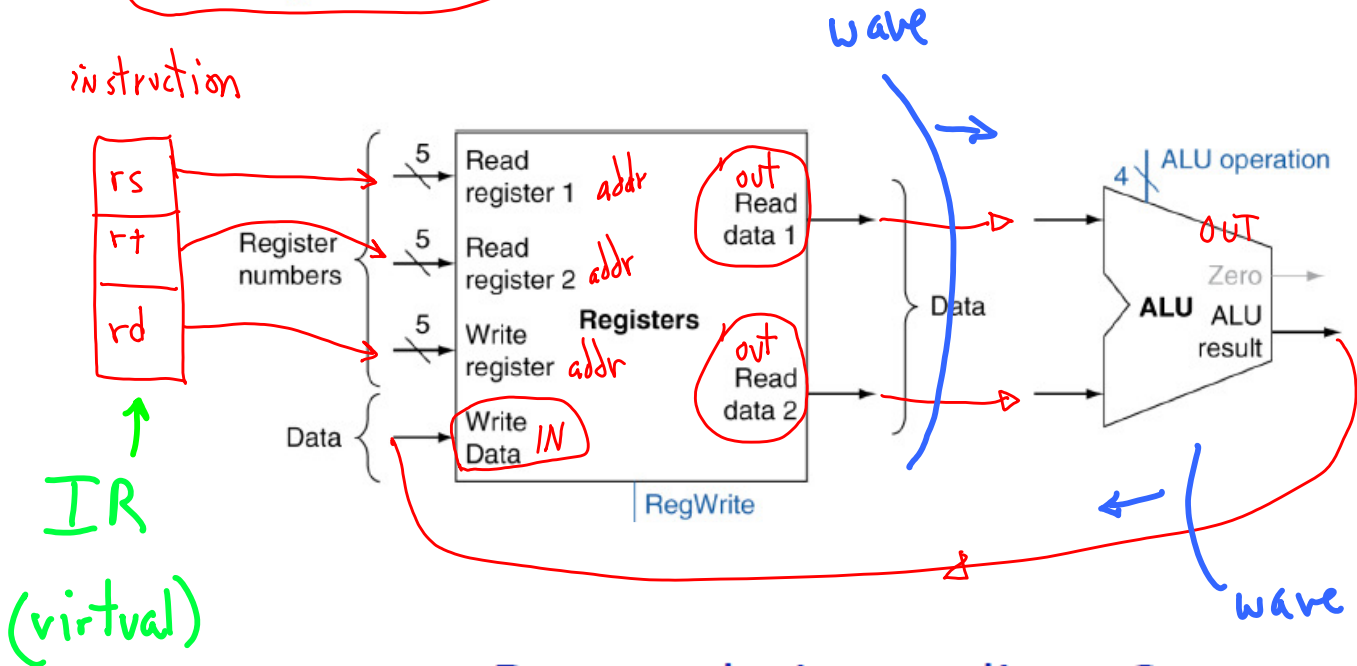 wave
instruction
rs
rt
rd
Register
numbers
Data
5
5
5
Read
register 1 addr
Read
register 2 addr
Registers
Write
register addr
Write
Data IN
out
Read
data 1
out
Read
data 2
RegWrite
Data
4
ALU operation
OUT
Zero
ALU
ALU
result
IR
(virtual)
wave